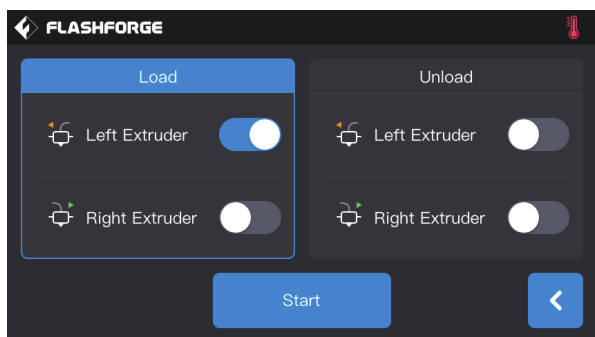 FLASHFORGE
Load
Left Extruder
Right Extruder
Unload
Left Extruder
Right Extruder
Start